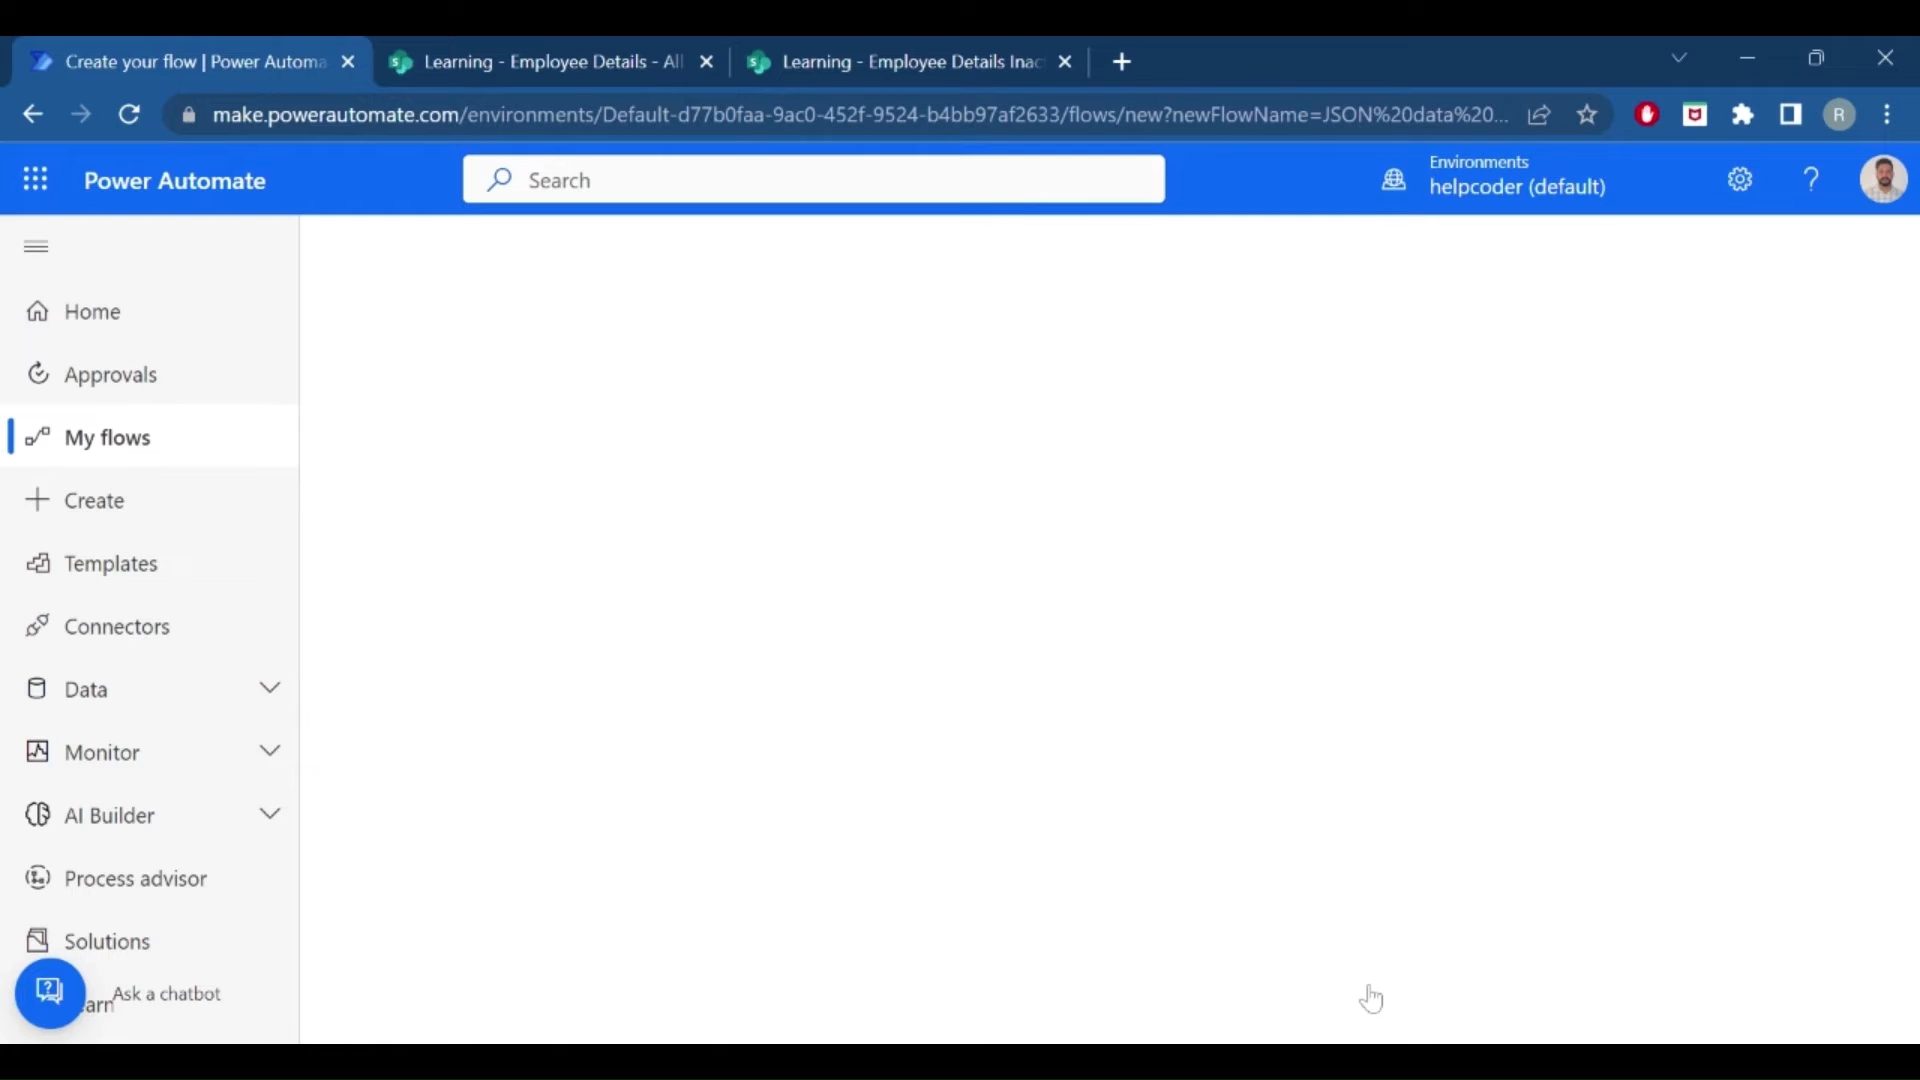 Create your flow | Power Automa
Learning - Employee Details - All
Learning - Employee Details Inac
make.powerautomate.com/environments/Default-d77b0faa-9ac0-452f-9524-b4bb97af2633/flows/new?newFlowName=JSON%20data%20...
R
Power Automate
Search
Environments
helpcoder (default)
?
Home
Approvals
My flows
Create
Templates
Connectors
Data
Monitor
AI Builder
Process advisor
Solutions
Ask a chatbot
earn